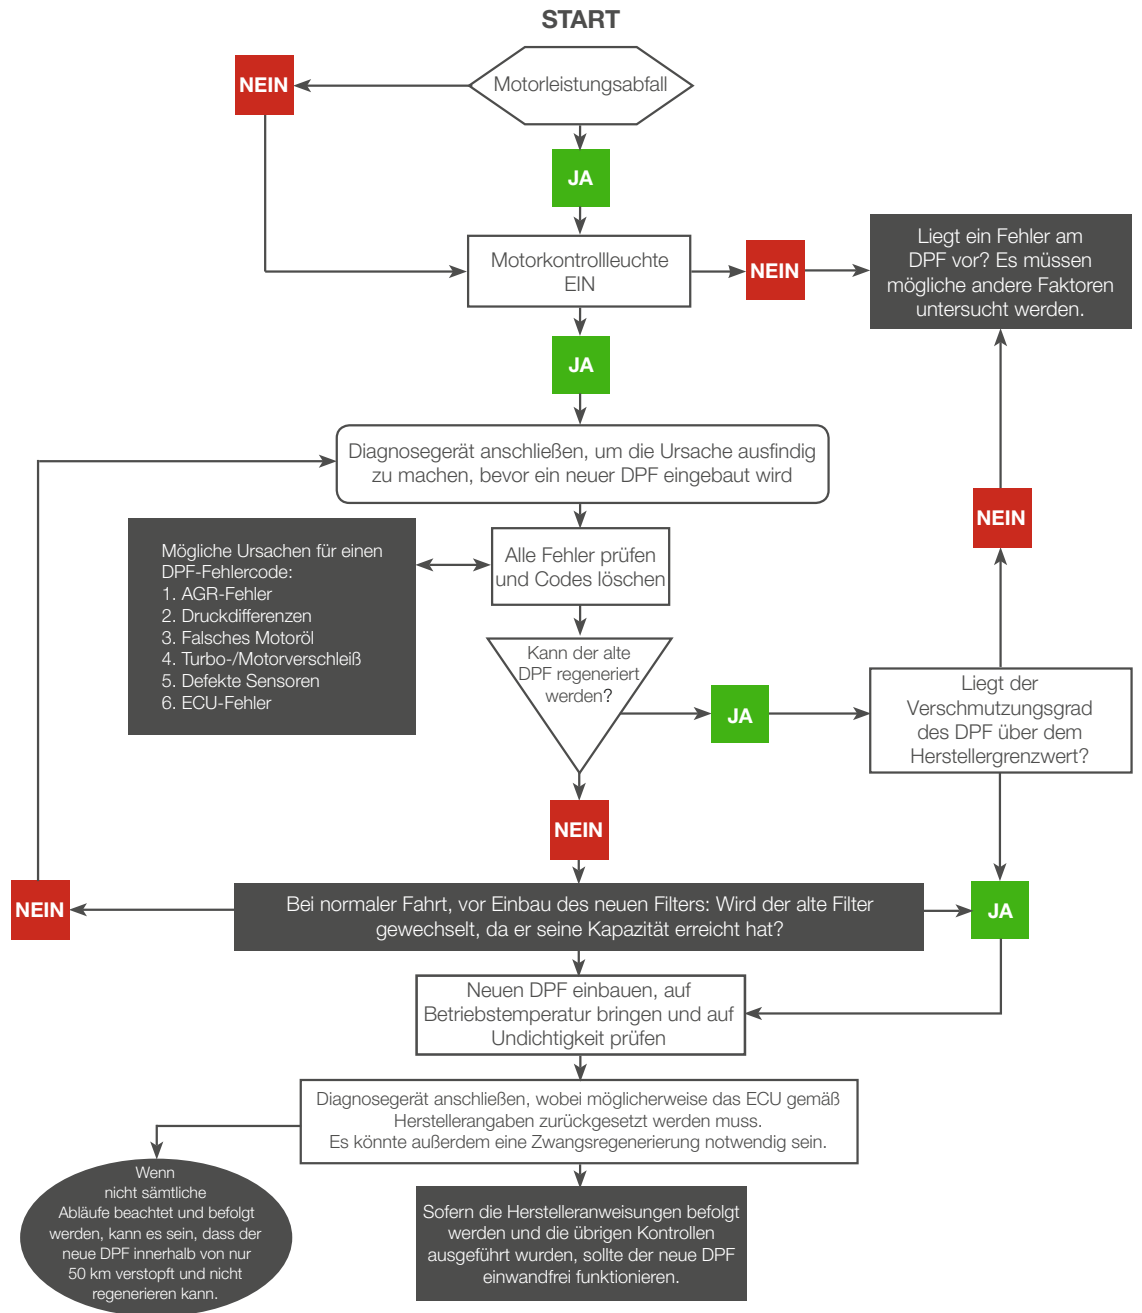 START
Motorleistungsabfall
NEIN
JA
Motorkontrollleuchte
EIN
NEIN
Liegt ein Fehler am
DPF vor? Es müssen
mögliche andere Faktoren
untersucht werden.
JA
Diagnosegerät anschließen, um die Ursache ausfindig
zu machen, bevor ein neuer DPF eingebaut wird
NEIN
Mögliche Ursachen für einen
DPF-Fehlercode:
1. AGR-Fehler
2. Druckdifferenzen
3. Falsches Motoröl
4. Turbo-/Motorverschleiß
5. Defekte Sensoren
6. ECU-Fehler
Alle Fehler prüfen
und Codes löschen
Kann der alte
DPF regeneriert
werden?
JA
Liegt der
Verschmutzungsgrad
des DPF über dem
Herstellergrenzwert?
NEIN
NEIN
Bei normaler Fahrt, vor Einbau des neuen Filters: Wird der alte Filter
gewechselt, da er seine Kapazität erreicht hat?
JA
Neuen DPF einbauen, auf
Betriebstemperatur bringen und auf
Undichtigkeit prüfen
Diagnosegerät anschließen, wobei möglicherweise das ECU gemäß
Herstellerangaben zurückgesetzt werden muss.
Es könnte außerdem eine Zwangsregenerierung notwendig sein.
Wenn
nicht sämtliche
Abläufe beachtet und befolgt
werden, kann es sein, dass der
neue DPF innerhalb von nur
50 km verstopft und nicht
regenerieren kann.
Sofern die Herstelleranweisungen befolgt
werden und die übrigen Kontrollen
ausgeführt wurden, sollte der neue DPF
einwandfrei funktionieren.